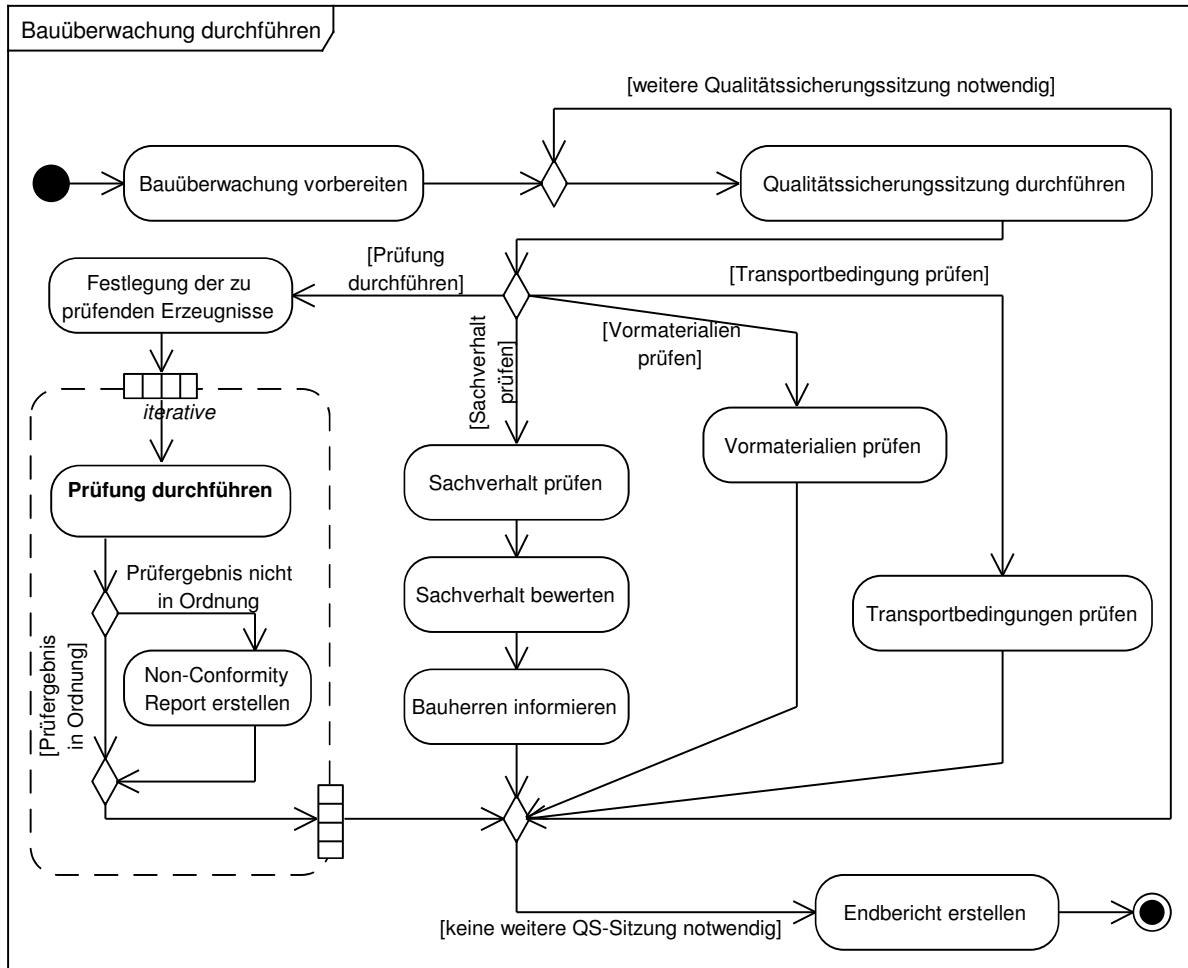 Bauüberwachung durchführen
[weitere Qualitätssicherungssitzung notwendig]
Bauüberwachung vorbereiten
Qualitätssicherungssitzung durchführen
[Prüfung
durchführen]
[Transportbedingung prüfen]
Festlegung der zu
prüfenden Erzeugnisse
[Sachverhalt
prüfen]
[Vormaterialien
prüfen]
iterative
Vormaterialien prüfen
Prüfung durchführen
Sachverhalt prüfen
Prüfergebnis nicht
in Ordnung
Sachverhalt bewerten
Transportbedingungen prüfen
[Prüfergebnis
in Ordnung]
Non-Conformity
Report erstellen
Bauherren informieren
Endbericht erstellen
[keine weitere QS-Sitzung notwendig]